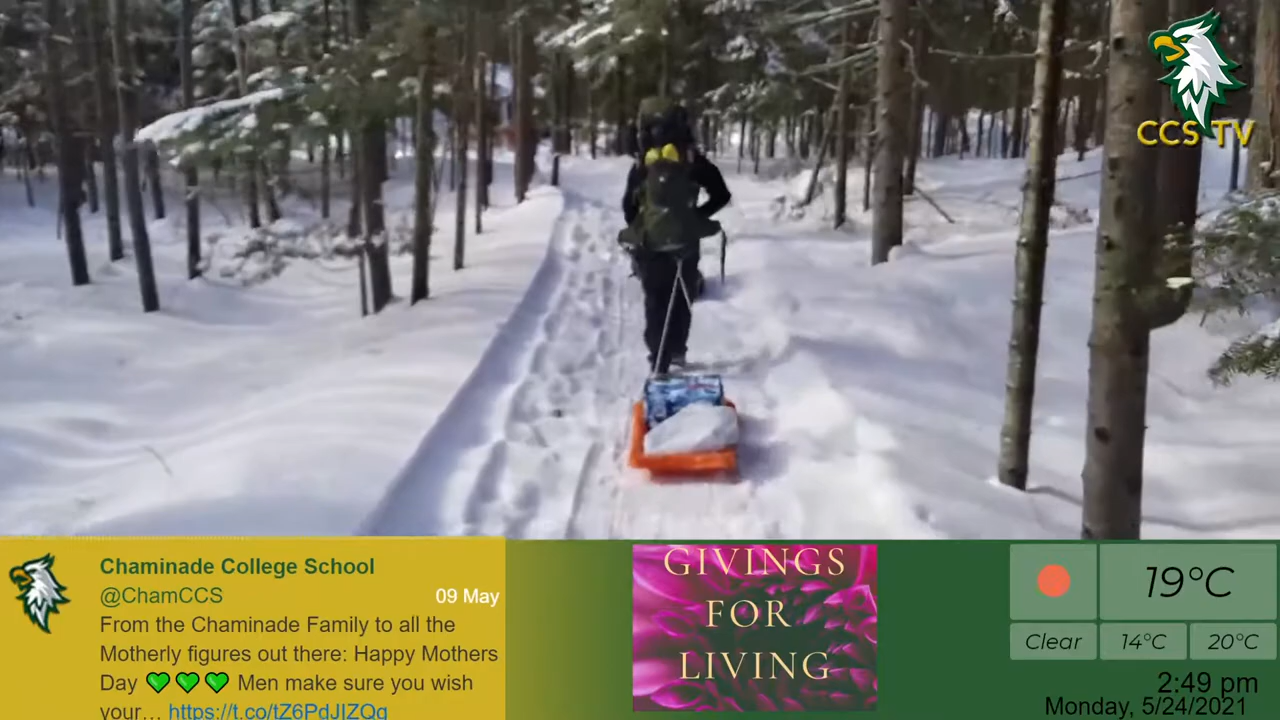 CCS TV
Chaminade College School
@ChamCCS
09 May
From the Chaminade Family to all the
Motherly figures out there: Happy Mothers
Day 💚💚💚 Men make sure you wish
your... https://t.co/tZ6PdJIZQg
GIVINGS
FOR
LIVING
19°C
Clear
14°C
20°C
2:49 pm
Monday, 5/24/2021